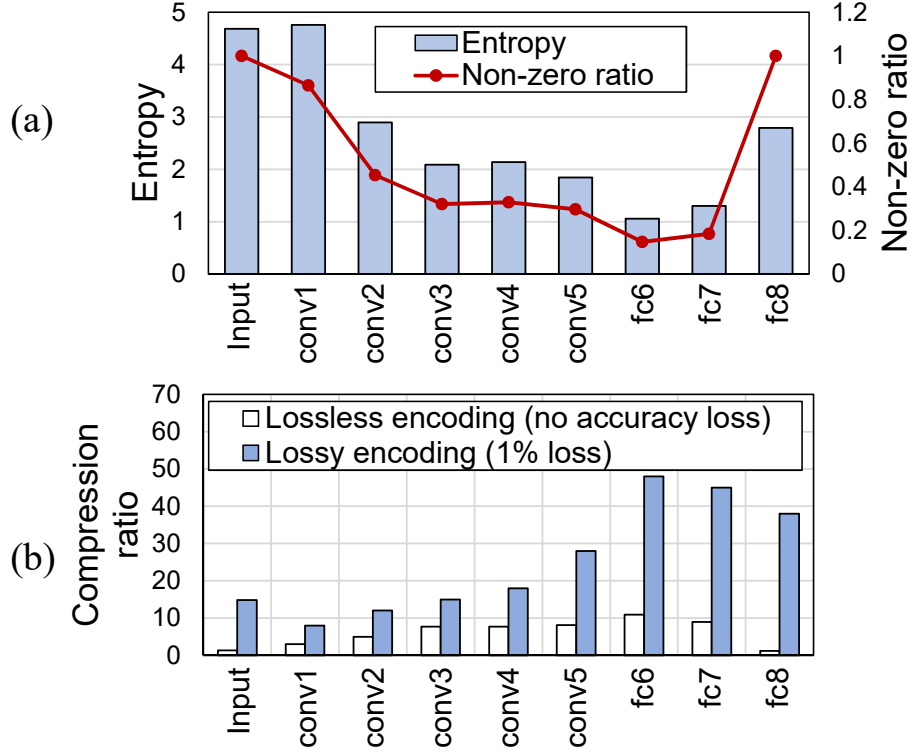 (a)
Entropy
Non-zero ratio
Entropy
Non-zero ratio
5
4
3
2
1
0
1.2
1
0.8
0.6
0.4
0.2
0
Input
conv1
conv2
conv3
conv4
conv5
fc6
fc7
fc8
(b)
Compression
ratio
Lossless encoding (no accuracy loss)
Lossy encoding (1% loss)
70
60
50
40
30
20
10
0
Input
conv1
conv2
conv3
conv4
conv5
fc6
fc7
fc8